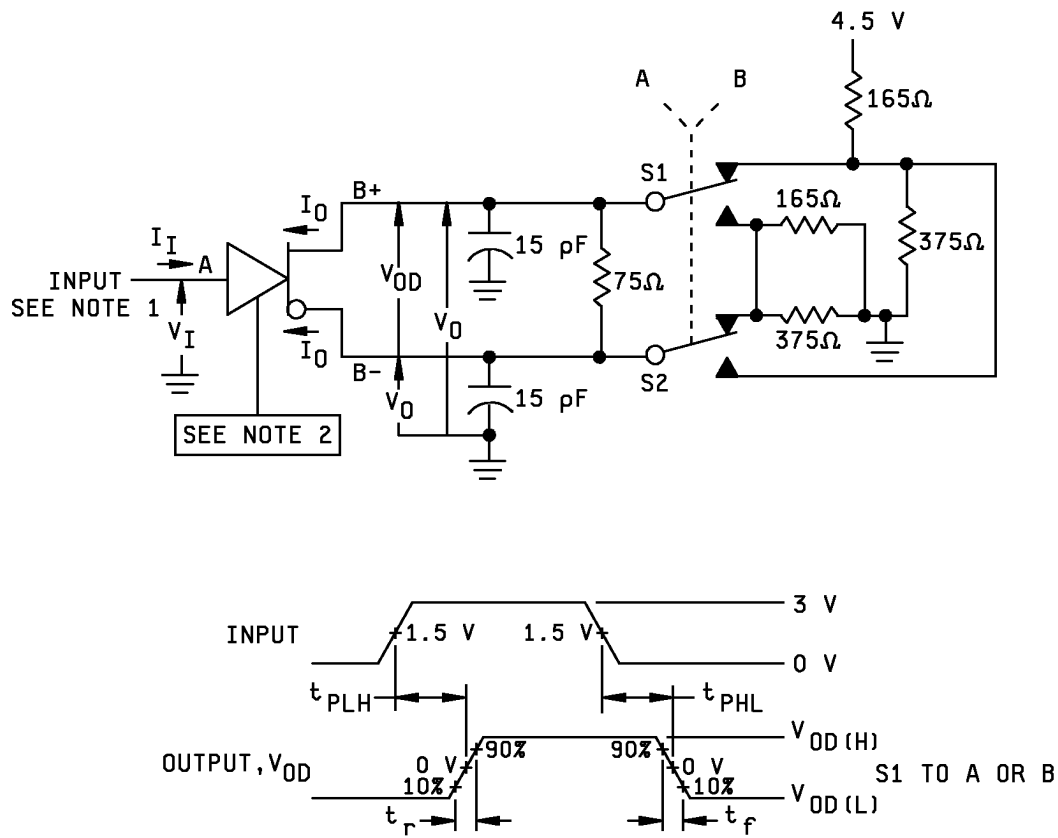 4.5 V
165Ω
A B
S1
B+
I_O
165Ω
375Ω
I_I
A
15 pF
75Ω
INPUT
SEE NOTE 1
V_OD
V_I
V_O
375Ω
I_O
B-
S2
V_O
15 pF
SEE NOTE 2
3 V
INPUT
1.5 V
1.5 V
0 V
t_PLH
t_PHL
V_OD(H)
90%
90%
OUTPUT, V_OD
0 V
0 V
S1 TO A OR B
10%
10%
V_OD(L)
t_r
t_f